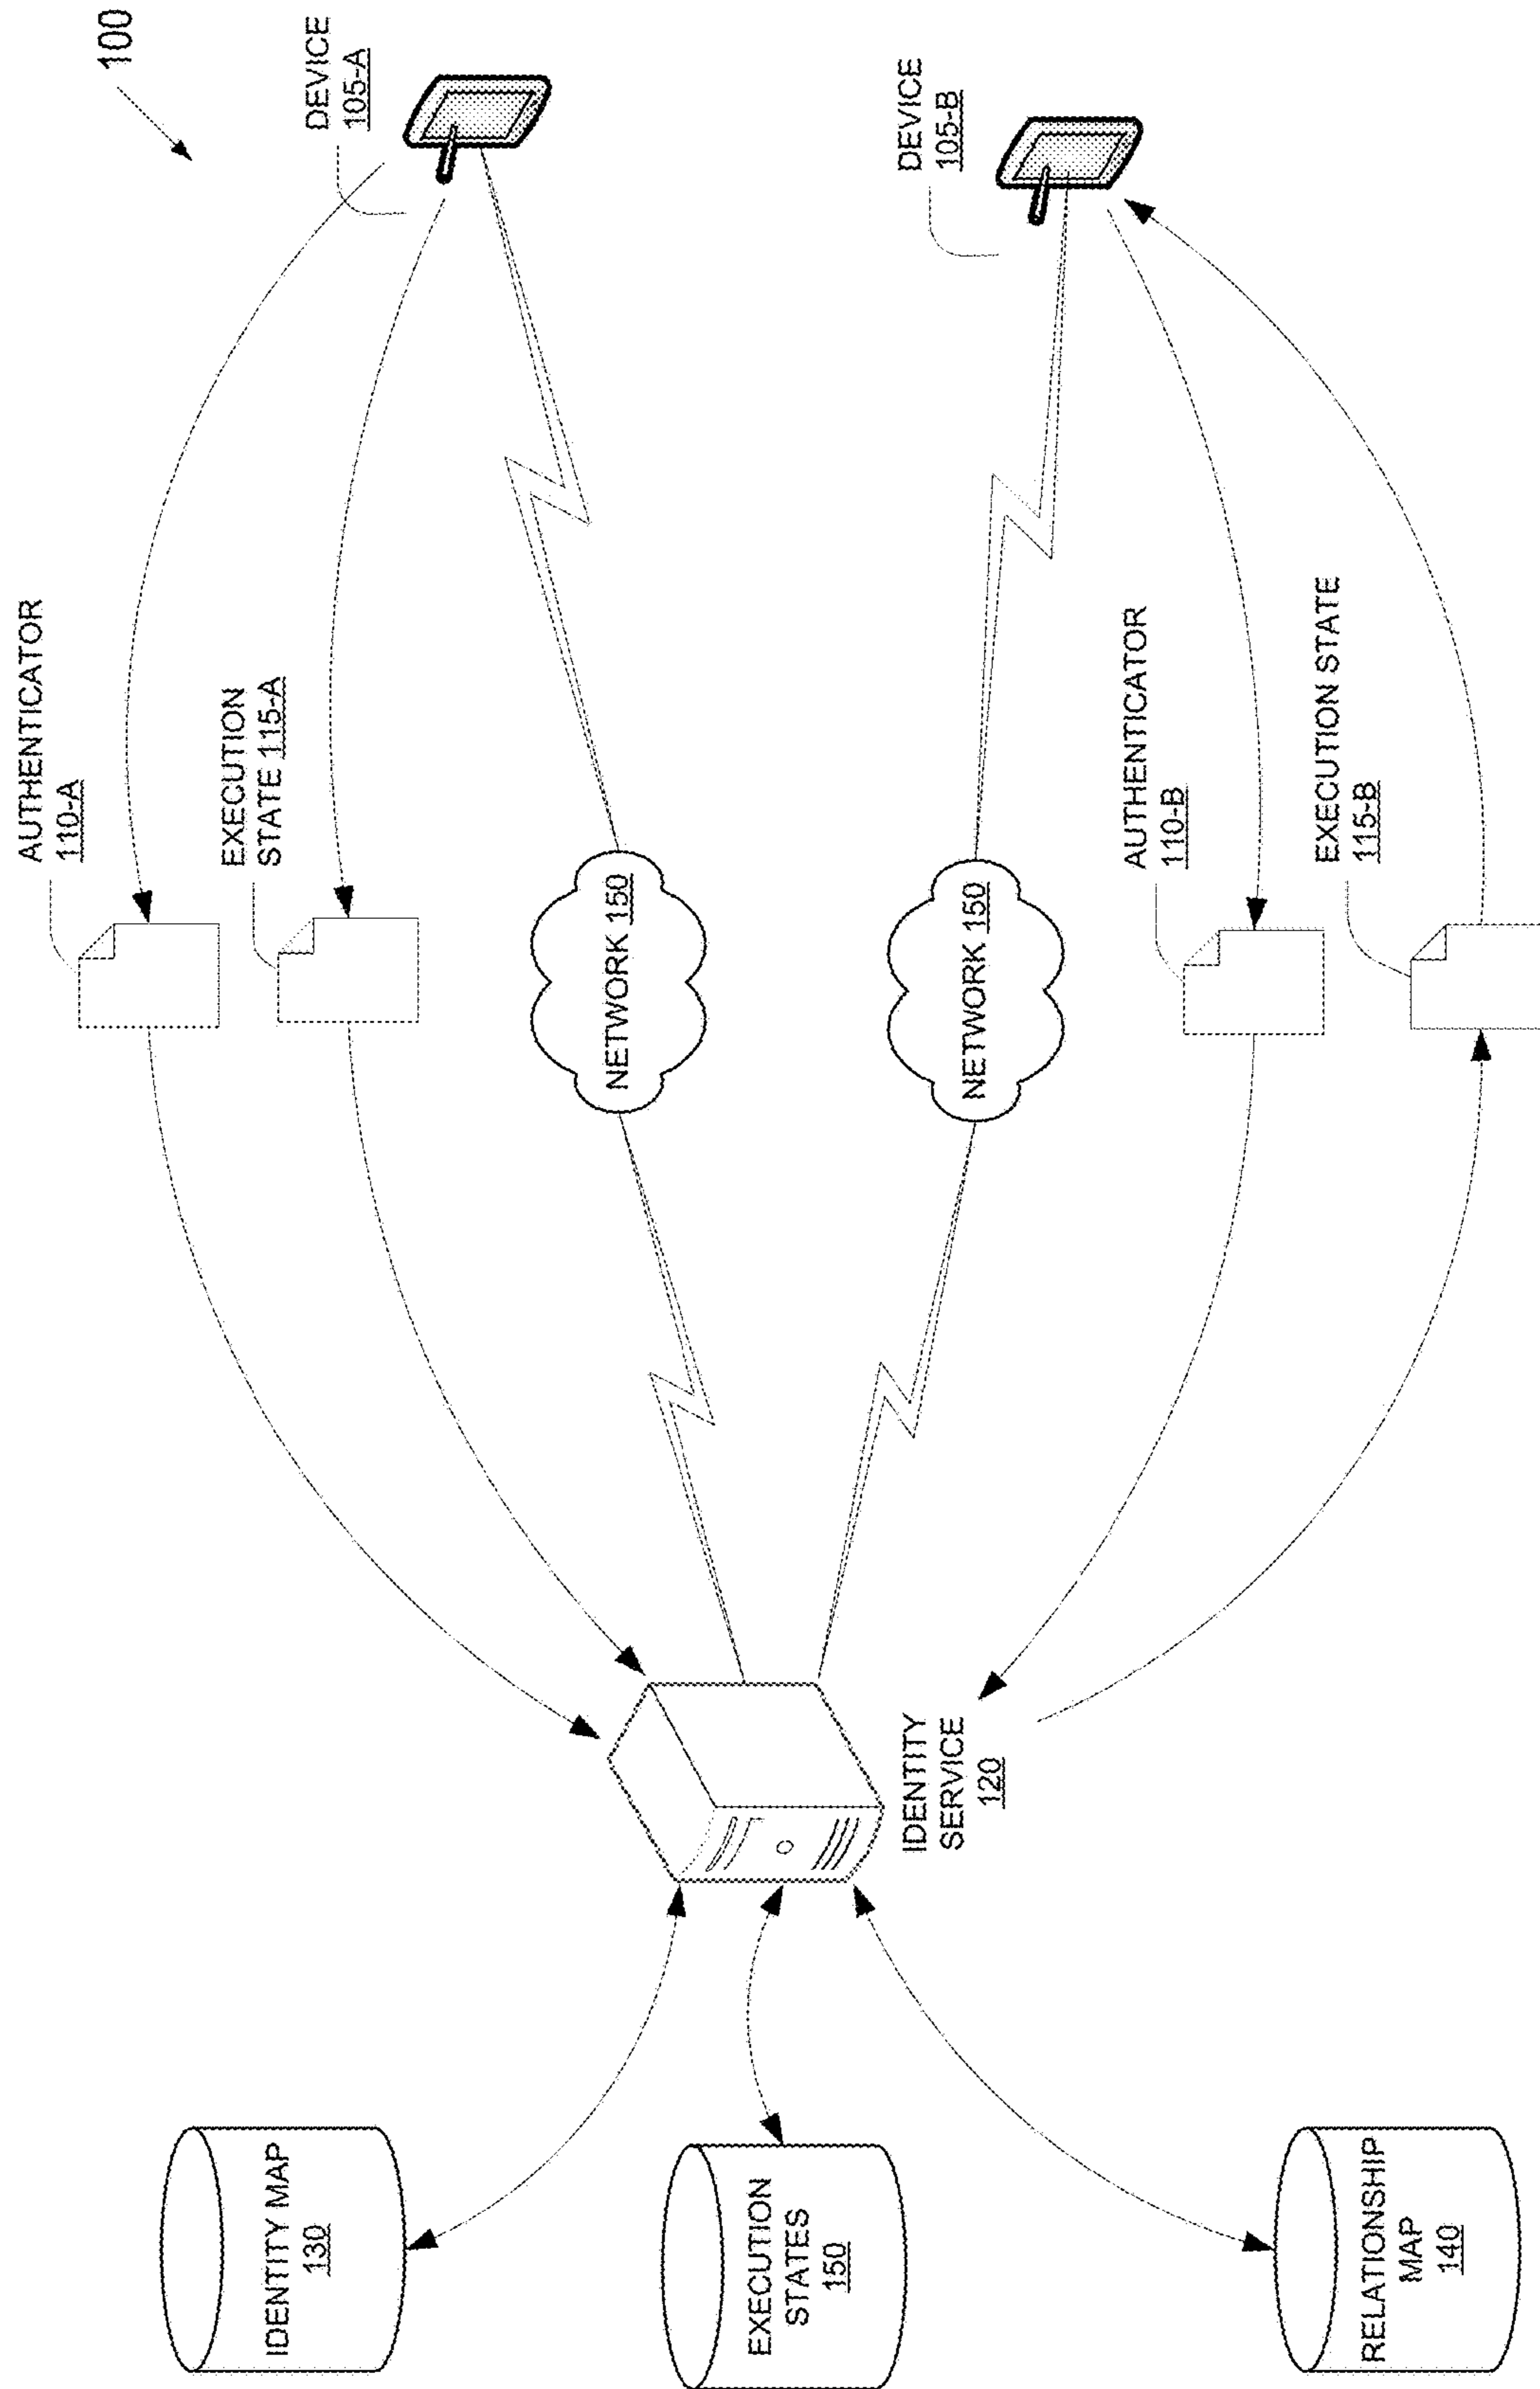 100
DEVICE
105-A
AUTHENTICATOR
110-A
EXECUTION
STATE 115-A
NETWORK 150
IDENTITY MAP
130
EXECUTION
STATES
150
IDENTITY
SERVICE
120
NETWORK 150
DEVICE
105-B
AUTHENTICATOR
110-B
EXECUTION STATE
115-B
RELATIONSHIP
MAP
140